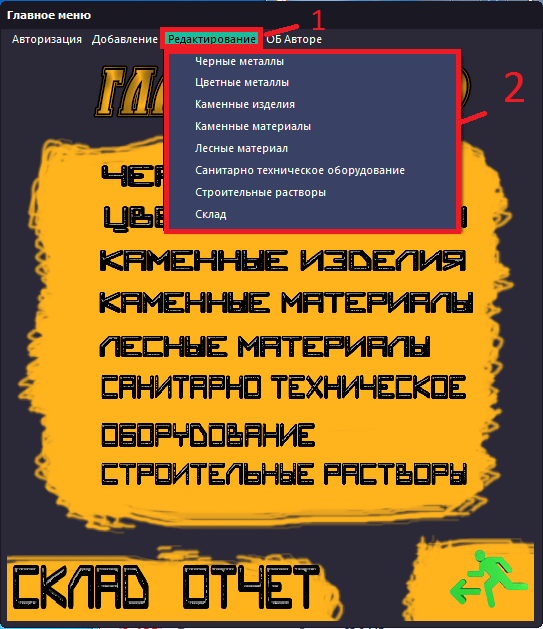 Главное меню
1
Авторизация Добавление Редактирование ОБ Авторе
Черные металлы
Цветные металлы
Каменные изделия
Каменные материалы
Лесные материал
Санитарно техническое оборудование
Строительные растворы
Склад
2
КАМЕННЫЕ ИЗДЕЛИЯ
КАМЕННЫЕ МАТЕРИАЛЫ
ЛЕСНЫЕ МАТЕРИАЛЫ
САНИТАРНО ТЕХНИЧЕСКОЕ
ОБОРУДОВАНИЕ
СТРОИТЕЛЬНЫЕ РАСТВОРЫ
СКЛАД ОТЧЕТ